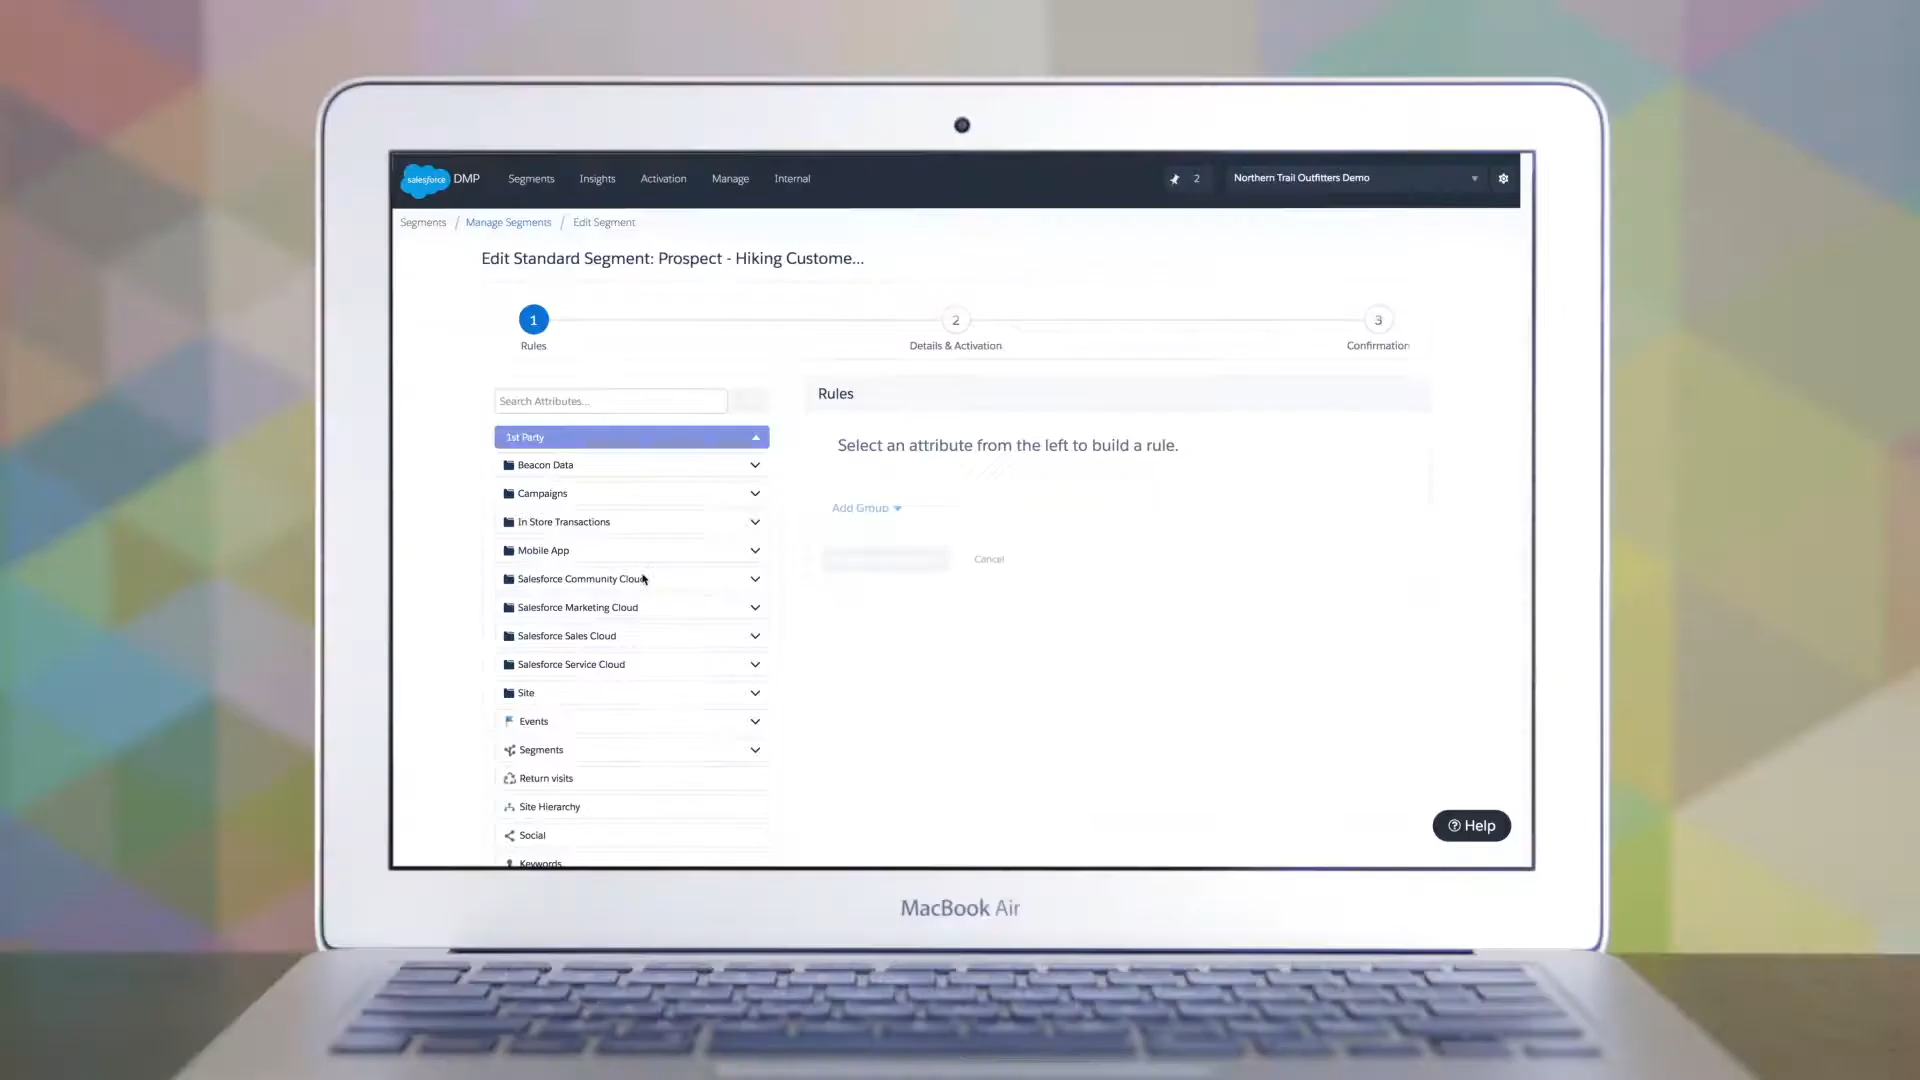 salesforce DMP Segments Insights Activation Manage Internal 2 Northern Trail Outfitters Demo
Segments / Manage Segments / Edit Segment
Edit Standard Segment: Prospect - Hiking Custome...
1 2 3
Rules Details & Activation Confirmation
Search Attributes...
Rules
1st Party
Select an attribute from the left to build a rule.
Beacon Data
Campaigns
Add Group
In Store Transactions
Mobile App
Cancel
Salesforce Community Cloud
Salesforce Marketing Cloud
Salesforce Sales Cloud
Salesforce Service Cloud
Site
Events
Segments
Return visits
Site Hierarchy
Help
Social
Keywords
MacBook Air